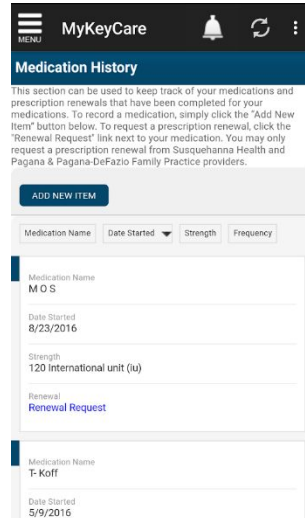 MENU
MyKeyCare
Medication History
This section can be used to keep track of your medications and
prescription renewals that have been completed for your
medications. To record a medication, simply click the "Add New
Item" button below. To request a prescription renewal, click the
"Renewal Request" link next to your medication. You may only
request a prescription renewal from Susquehanna Health and
Pagana & Pagana-DeFazio Family Practice providers.
ADD NEW ITEM
Medication Name Date Started Strength Frequency
Medication Name
M O S
Date Started
8/23/2016
Strength
120 International unit (iu)
Renewal
Renewal Request
Medication Name
T- Koff
Date Started
5/9/2016